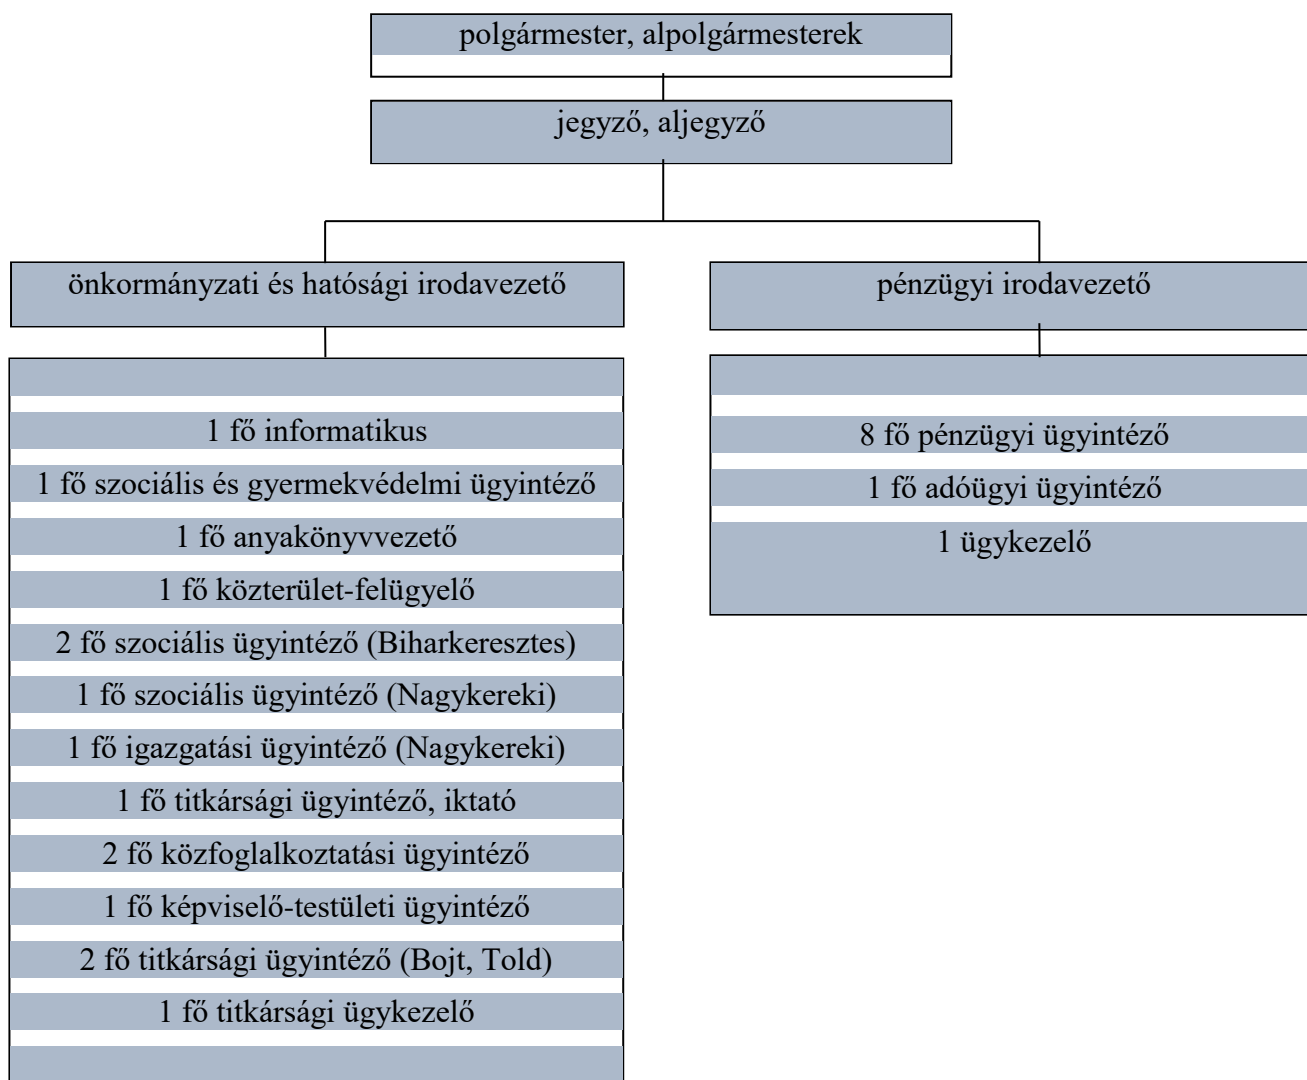 polgármester, alpolgármesterek
jegyző, aljegyző
önkormányzati és hatósági irodavezető
1 fő informatikus
1 fő szociális és gyermekvédelmi ügyintéző
1 fő anyakönyvvezető
1 fő közterület-felügyelő
2 fő szociális ügyintéző (Biharkeresztes)
1 fő szociális ügyintéző (Nagykereki)
1 fő igazgatási ügyintéző (Nagykereki)
1 fő titkársági ügyintéző, iktató
2 fő közfoglalkoztatási ügyintéző
1 fő képviselő-testületi ügyintéző
2 fő titkársági ügyintéző (Bojt, Told)
1 fő titkársági ügykezelő
pénzügyi irodavezető
8 fő pénzügyi ügyintéző
1 fő adóügyi ügyintéző
1 ügykezelő